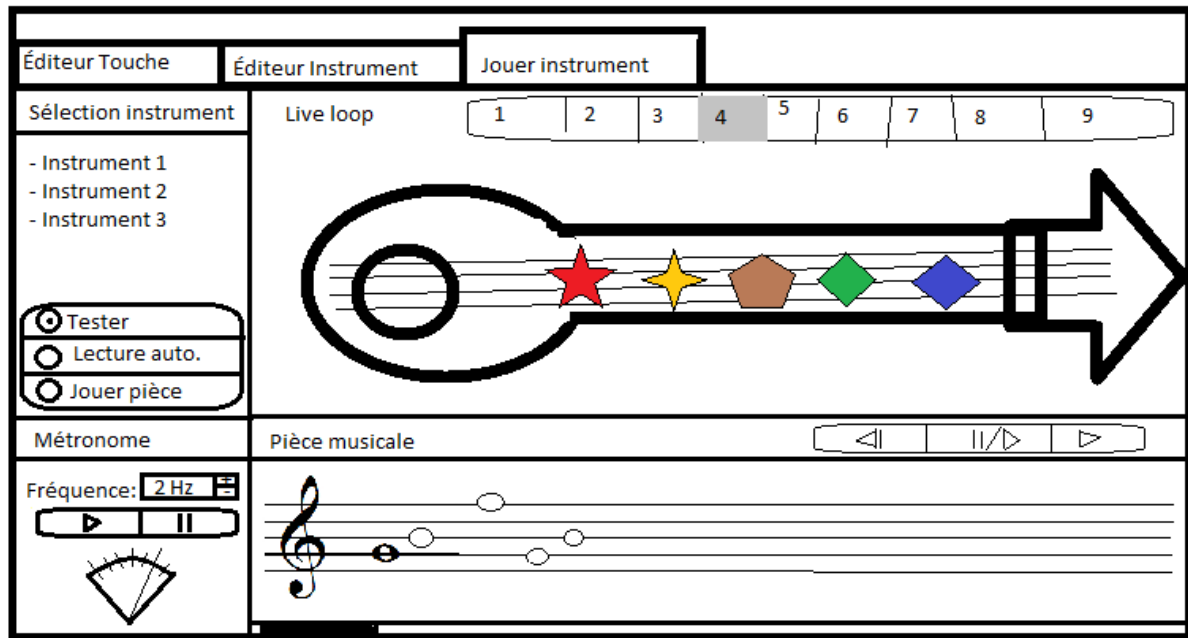 Éditeur Touche
Éditeur Instrument
Jouer instrument
Sélection instrument
- Instrument 1
- Instrument 2
- Instrument 3
Live loop
1 2 3 4 5 6 7 8 9
Tester
Lecture auto.
Jouer pièce
Métronome
Fréquence: 2 Hz + -
Pièce musicale